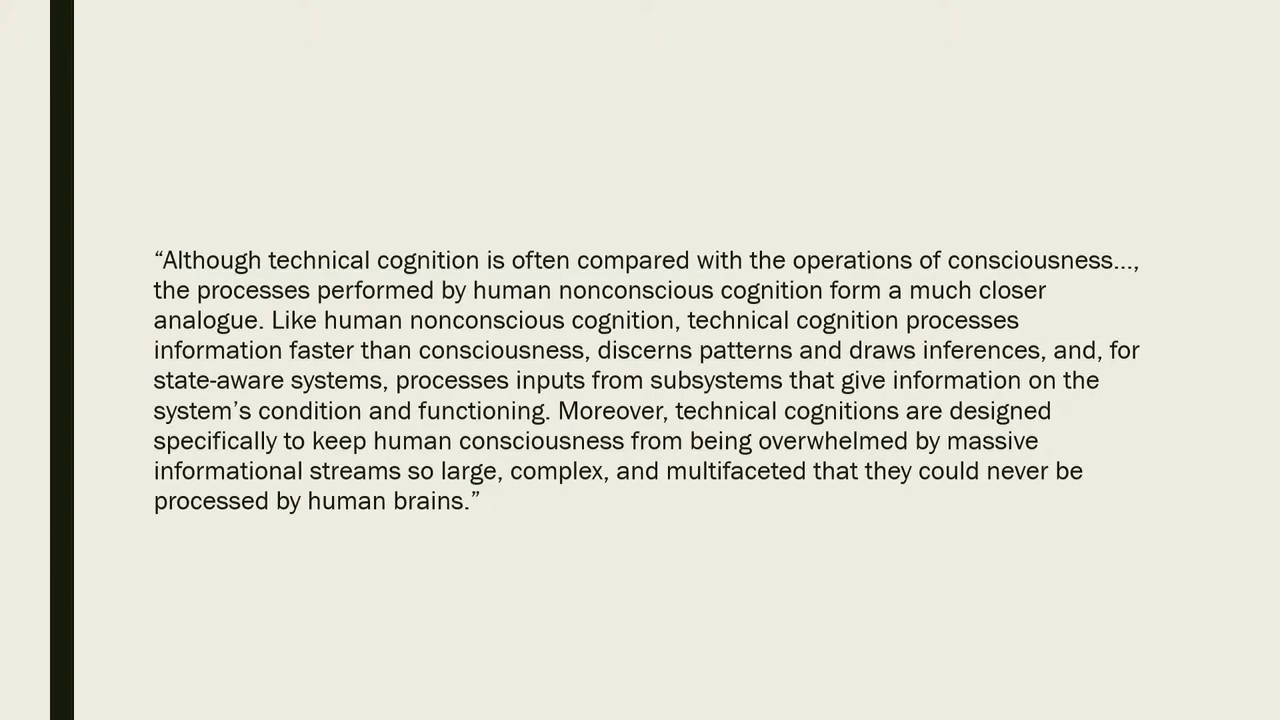 “Although technical cognition is often compared with the operations of consciousness…,
the processes performed by human nonconscious cognition form a much closer
analogue. Like human nonconscious cognition, technical cognition processes
information faster than consciousness, discerns patterns and draws inferences, and, for
state-aware systems, processes inputs from subsystems that give information on the
system’s condition and functioning. Moreover, technical cognitions are designed
specifically to keep human consciousness from being overwhelmed by massive
informational streams so large, complex, and multifaceted that they could never be
processed by human brains.”